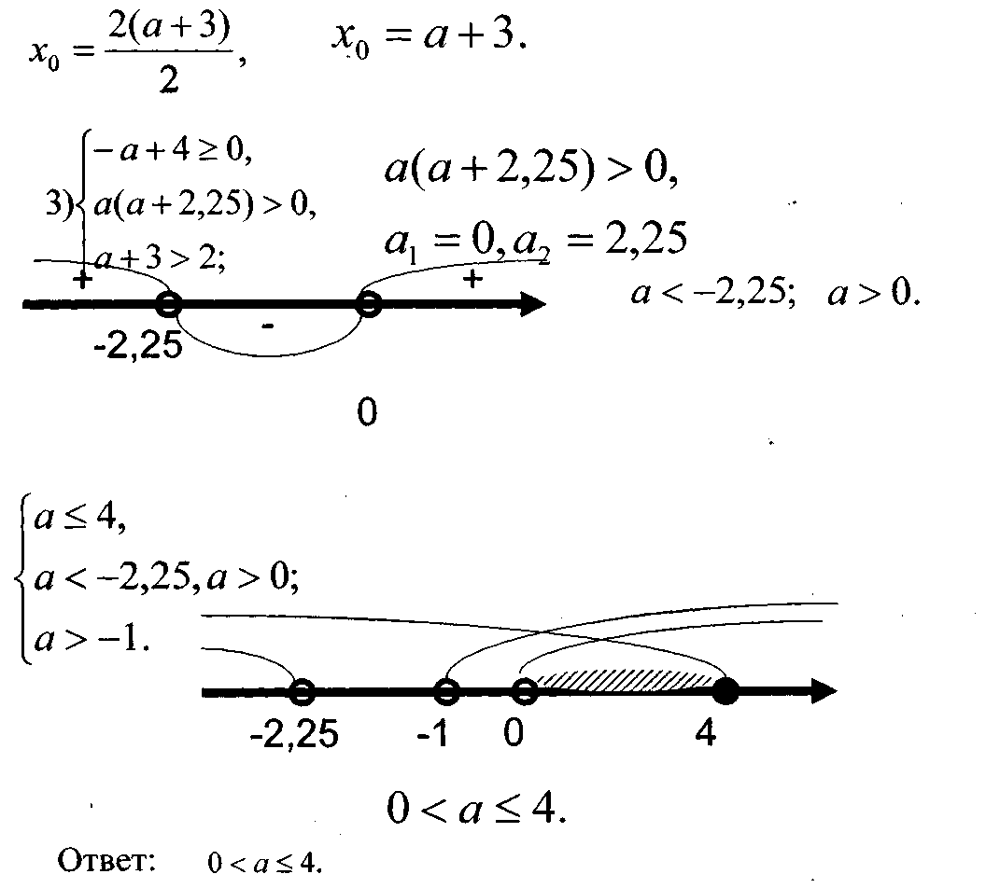 x₀ = 2(a + 3)/2, x₀ = a + 3.
3) { −a + 4 ≥ 0,
a(a + 2,25) > 0,
a + 3 > 2;
a(a + 2,25) > 0,
a₁ = 0, a₂ = 2,25
a < −2,25; a > 0.
+ - +
-2,25
0
{ a ≤ 4,
a < −2,25, a > 0;
a > −1.
-2,25 -1 0 4
0 < a ≤ 4.
Ответ: 0 < a ≤ 4.